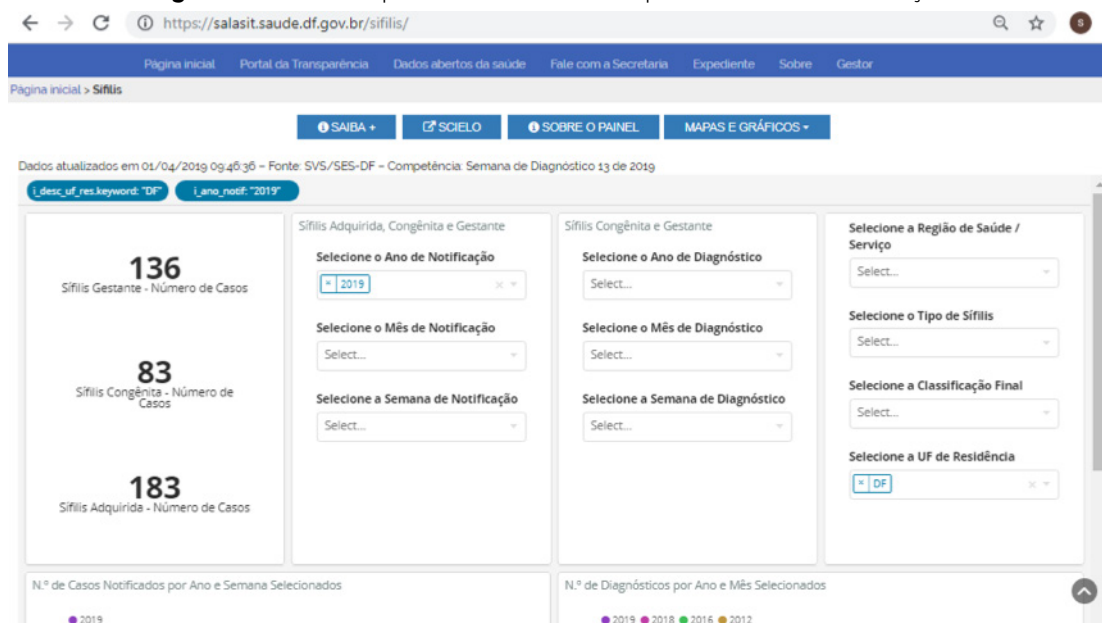 https://salasit.saude.df.gov.br/sifilis/
S
Página inicial Portal da Transparência Dados abertos da saúde Fale com a Secretaria Expediente Sobre Gestor
Página inicial > Sífilis
SAIBA + SCIELO SOBRE O PAINEL MAPAS E GRÁFICOS
Dados atualizados em 01/04/2019 09:46:36 – Fonte: SVS/SES-DF – Competência: Semana de Diagnóstico 13 de 2019
i_desc_uf_res.keyword: "DF" i_ano_notif: "2019"
136
Sífilis Gestante - Número de Casos
83
Sífilis Congênita - Número de
Casos
183
Sífilis Adquirida - Número de Casos
Sífilis Adquirida, Congênita e Gestante
Selecione o Ano de Notificação
× 2019
Selecione o Mês de Notificação
Select...
Selecione a Semana de Notificação
Select...
Sífilis Congênita e Gestante
Selecione o Ano de Diagnóstico
Select...
Selecione o Mês de Diagnóstico
Select...
Selecione a Semana de Diagnóstico
Select...
Selecione a Região de Saúde /
Serviço
Select...
Selecione o Tipo de Sífilis
Select...
Selecione a Classificação Final
Select...
Selecione a UF de Residência
× DF
N.º de Casos Notificados por Ano e Semana Selecionados
2019
N.º de Diagnósticos por Ano e Mês Selecionados
2019 2018 2016 2012